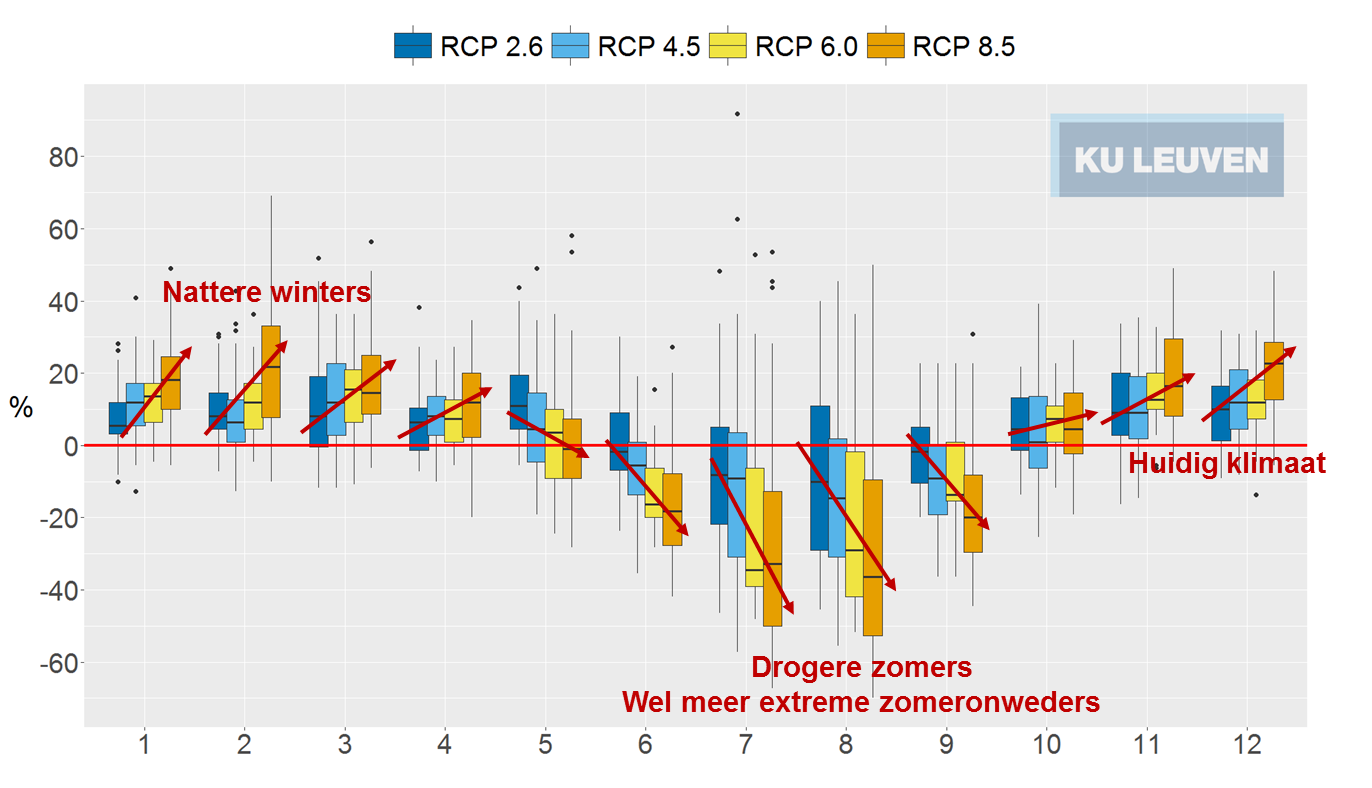 RCP 2.6 RCP 4.5 RCP 6.0 RCP 8.5
KU LEUVEN
80
60
Nattere winters
40
20
%
0
Huidig klimaat
-20
-40
-60
Drogere zomers
Wel meer extreme zomeronweders
1 2 3 4 5 6 7 8 9 10 11 12